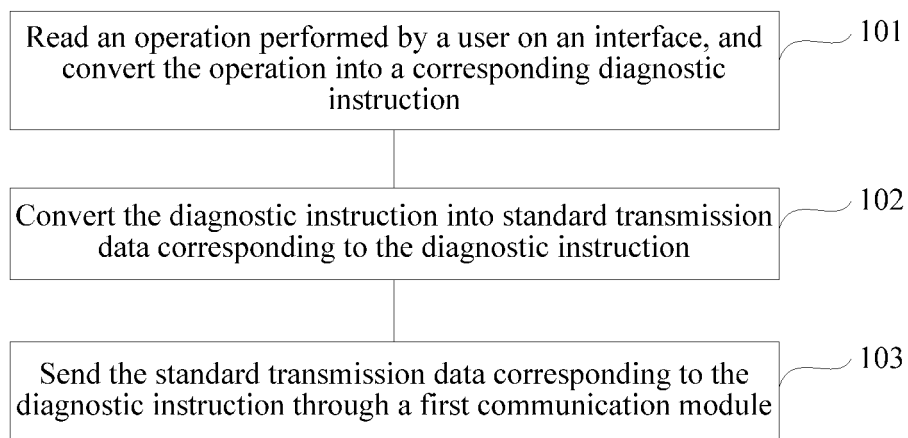 Read an operation performed by a user on an interface, and
convert the operation into a corresponding diagnostic
instruction
101
Convert the diagnostic instruction into standard transmission
data corresponding to the diagnostic instruction
102
Send the standard transmission data corresponding to the
diagnostic instruction through a first communication module
103